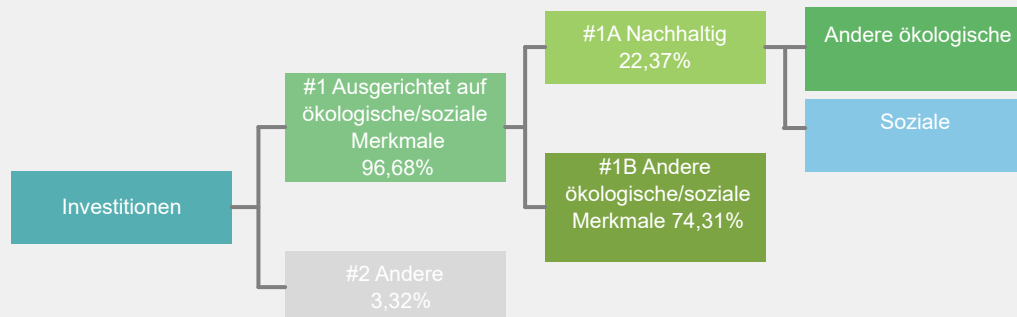 Investitionen
#1 Ausgerichtet auf
ökologische/soziale
Merkmale
96,68%
#2 Andere
3,32%
#1A Nachhaltig
22,37%
#1B Andere
ökologische/soziale
Merkmale 74,31%
Andere ökologische
Soziale